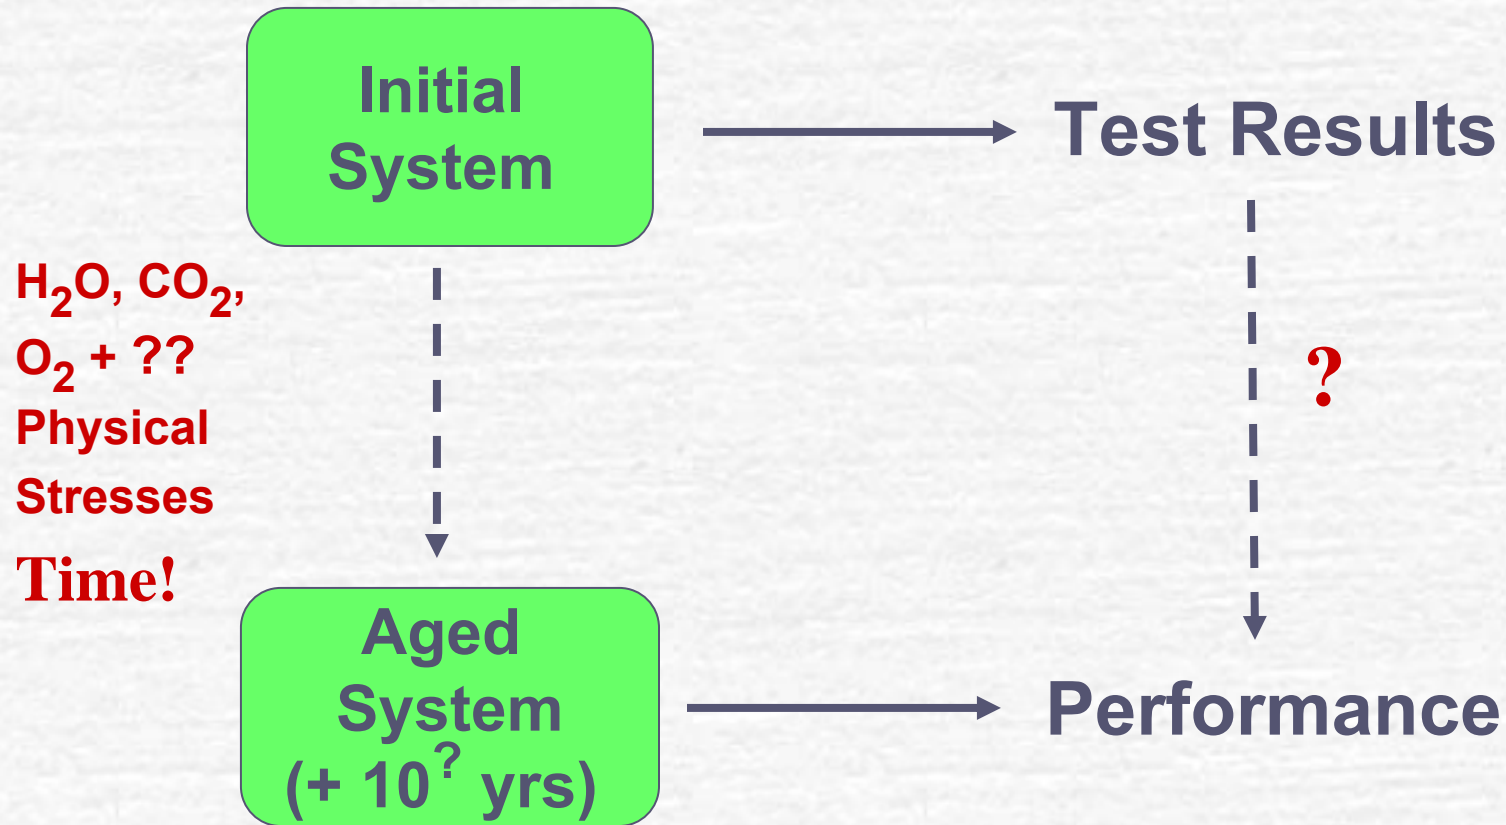 Initial
System
Test Results
H₂O, CO₂,
O₂ + ??
Physical
Stresses
Time!
?
Aged
System
(+ 10^? yrs)
Performance